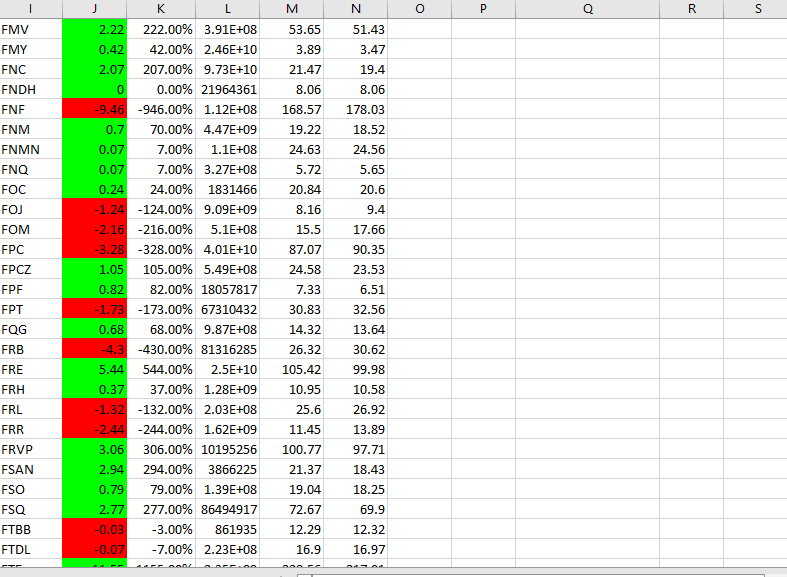 I J K L M N O P Q R S
FMV 2.22 222.00% 3.91E+08 53.65 51.43
FMY 0.42 42.00% 2.46E+10 3.89 3.47
FNC 2.07 207.00% 9.73E+10 21.47 19.4
FNDH 0 0.00% 21964361 8.06 8.06
FNF -9.46 -946.00% 1.12E+08 168.57 178.03
FNM 0.7 70.00% 4.47E+09 19.22 18.52
FNMN 0.07 7.00% 1.1E+08 24.63 24.56
FNQ 0.07 7.00% 3.27E+08 5.72 5.65
FOC 0.24 24.00% 1831466 20.84 20.6
FOJ -1.24 -124.00% 9.09E+09 8.16 9.4
FOM -2.16 -216.00% 5.1E+08 15.5 17.66
FPC -3.28 -328.00% 4.01E+10 87.07 90.35
FPCZ 1.05 105.00% 5.49E+08 24.58 23.53
FPF 0.82 82.00% 18057817 7.33 6.51
FPT -1.73 -173.00% 67310432 30.83 32.56
FQG 0.68 68.00% 9.87E+08 14.32 13.64
FRB -4.3 -430.00% 81316285 26.32 30.62
FRE 5.44 544.00% 2.5E+10 105.42 99.98
FRH 0.37 37.00% 1.28E+09 10.95 10.58
FRL -1.32 -132.00% 2.03E+08 25.6 26.92
FRR -2.44 -244.00% 1.62E+09 11.45 13.89
FRVP 3.06 306.00% 10195256 100.77 97.71
FSAN 2.94 294.00% 3866225 21.37 18.43
FSO 0.79 79.00% 1.39E+08 19.04 18.25
FSQ 2.77 277.00% 86494917 72.67 69.9
FTBB -0.03 -3.00% 861935 12.29 12.32
FTDL -0.07 -7.00% 2.23E+08 16.9 16.97